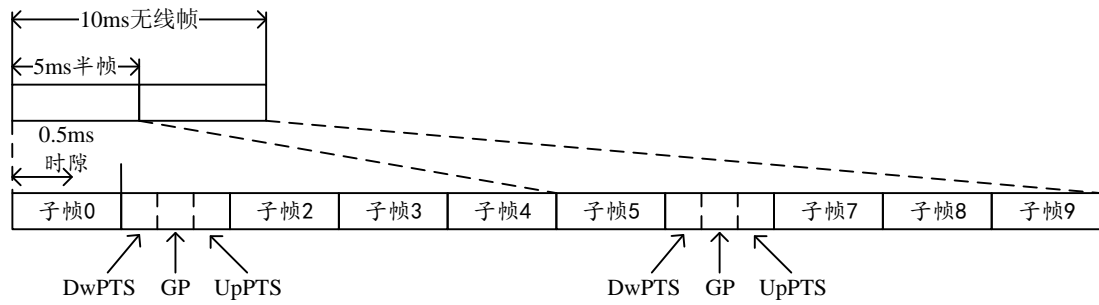 10ms无线帧
5ms半帧
0.5ms
时隙
子帧0 子帧2 子帧3 子帧4 子帧5 子帧7 子帧8 子帧9
DwPTS GP UpPTS DwPTS GP UpPTS